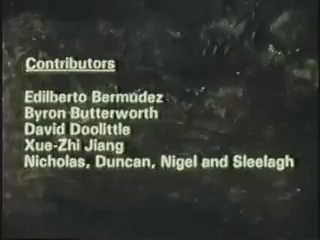 Contributors
Edilberto Bermudez
Byron Butterworth
David Doolittle
Xue-Zhi Jiang
Nicholas, Duncan, Nigel and Sleelagh